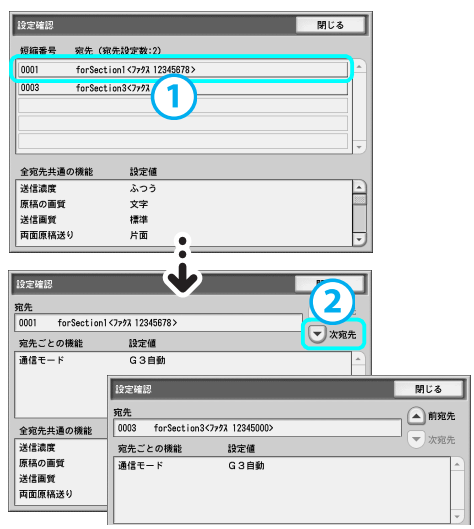 設定確認 閉じる
短縮番号 宛先 (宛先設定数:2)
0001 forSection1<ファクス 12345678>
0003 forSection3<ファクス
1
全宛先共通の機能 設定値
送信濃度 ふつう
原稿の画質 文字
送信画質 標準
両面原稿送り 片面
設定確認
2
宛先
0001 forSection1<ファクス 12345678>
次宛先
宛先ごとの機能 設定値
通信モード G3自動
全宛先共通の機能
送信濃度
原稿の画質
送信画質
両面原稿送り
設定確認 閉じる
宛先
0003 forSection3<ファクス 12345000>
前宛先
次宛先
宛先ごとの機能 設定値
通信モード G3自動